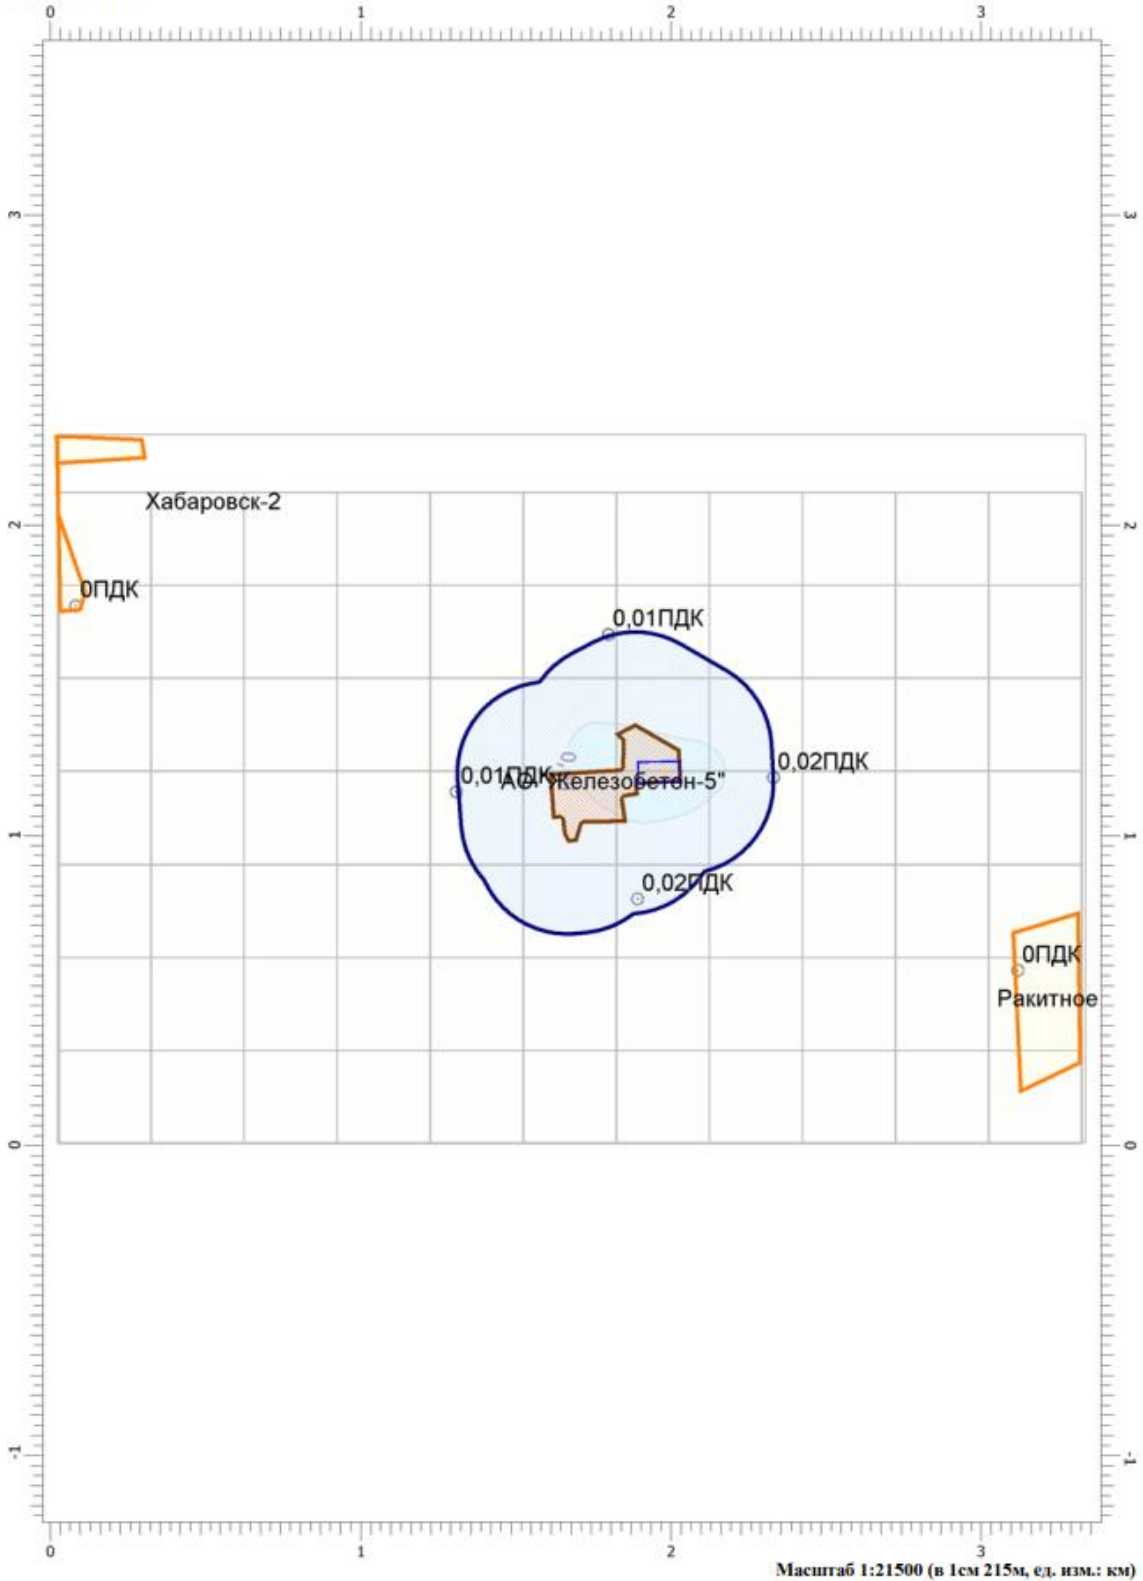 0 1 2 3
3 3
Хабаровск-2
2 2
0ПДК
0,01ПДК
0,02ПДК
0,01ПДК
АО "Железобетон-5"
1 1
0,02ПДК
0ПДК
Ракитное
0 0
-1 -1
0 1 2 3
Масштаб 1:21500 (в 1см 215м, ед. изм.: км)